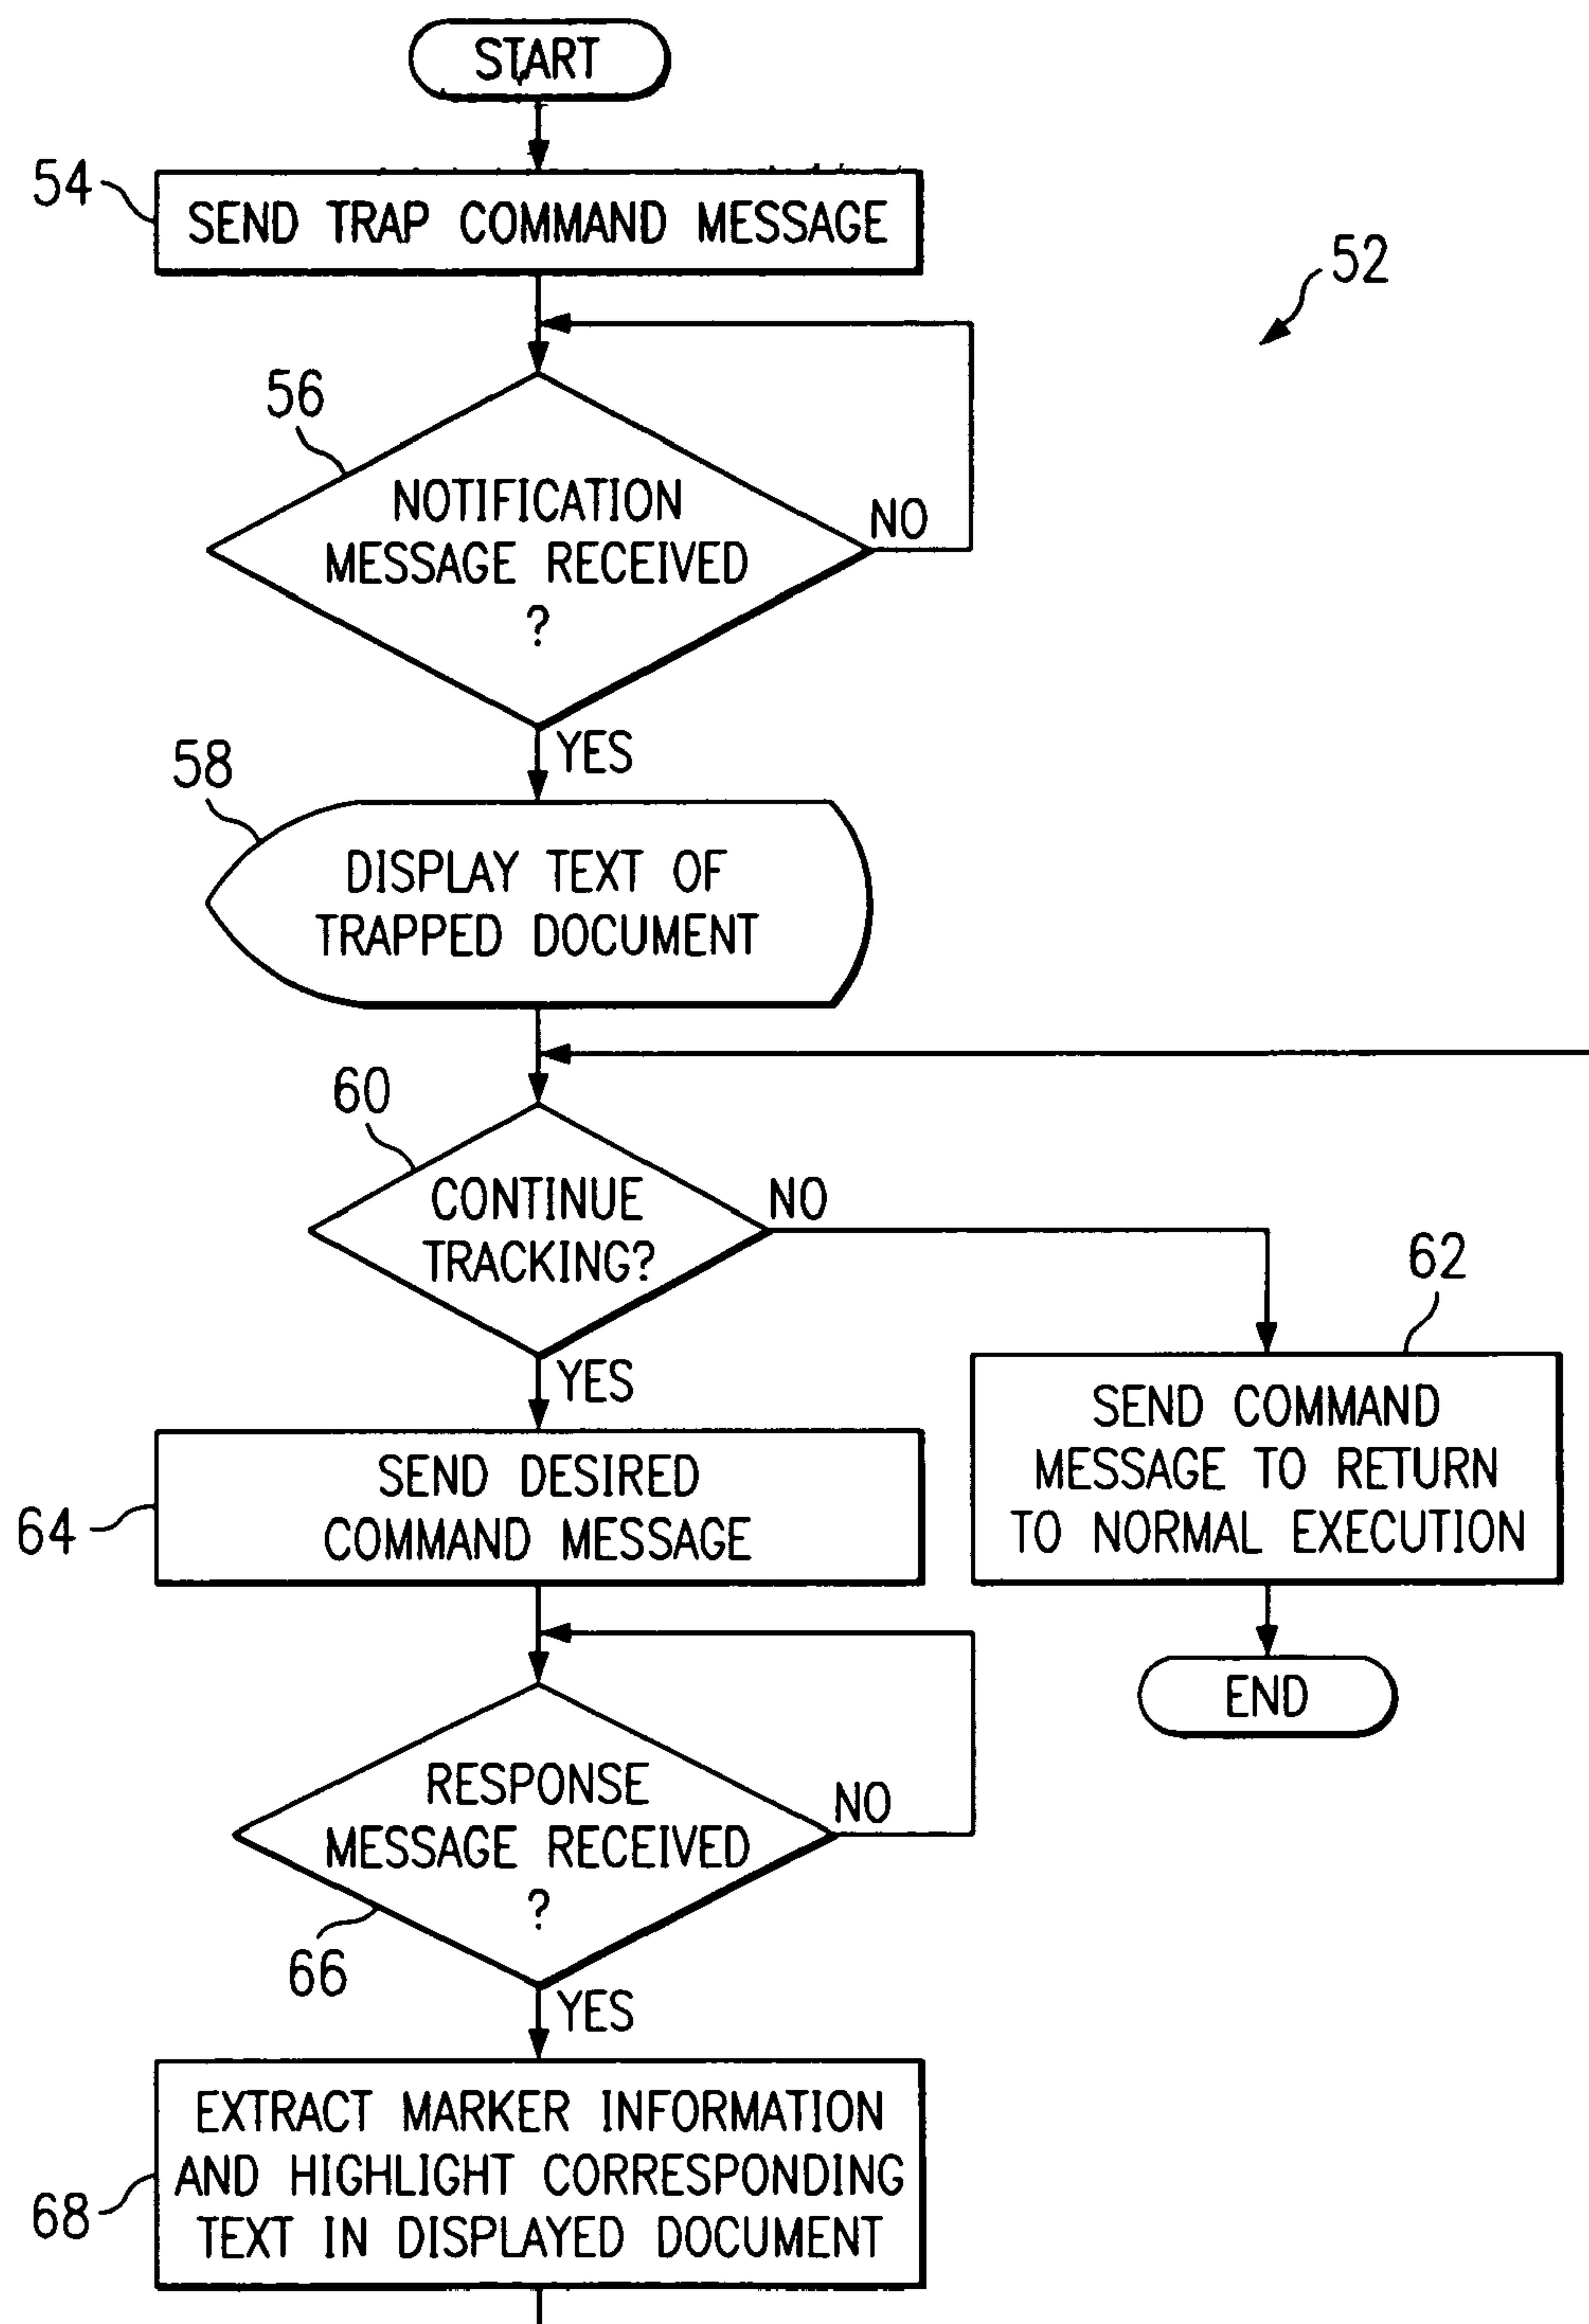 START
54
SEND TRAP COMMAND MESSAGE
52
56
NOTIFICATION
MESSAGE RECEIVED
?
NO
YES
58
DISPLAY TEXT OF
TRAPPED DOCUMENT
60
CONTINUE
TRACKING?
NO
YES
62
SEND COMMAND
MESSAGE TO RETURN
TO NORMAL EXECUTION
END
64
SEND DESIRED
COMMAND MESSAGE
RESPONSE
MESSAGE RECEIVED
?
NO
66
YES
68
EXTRACT MARKER INFORMATION
AND HIGHLIGHT CORRESPONDING
TEXT IN DISPLAYED DOCUMENT